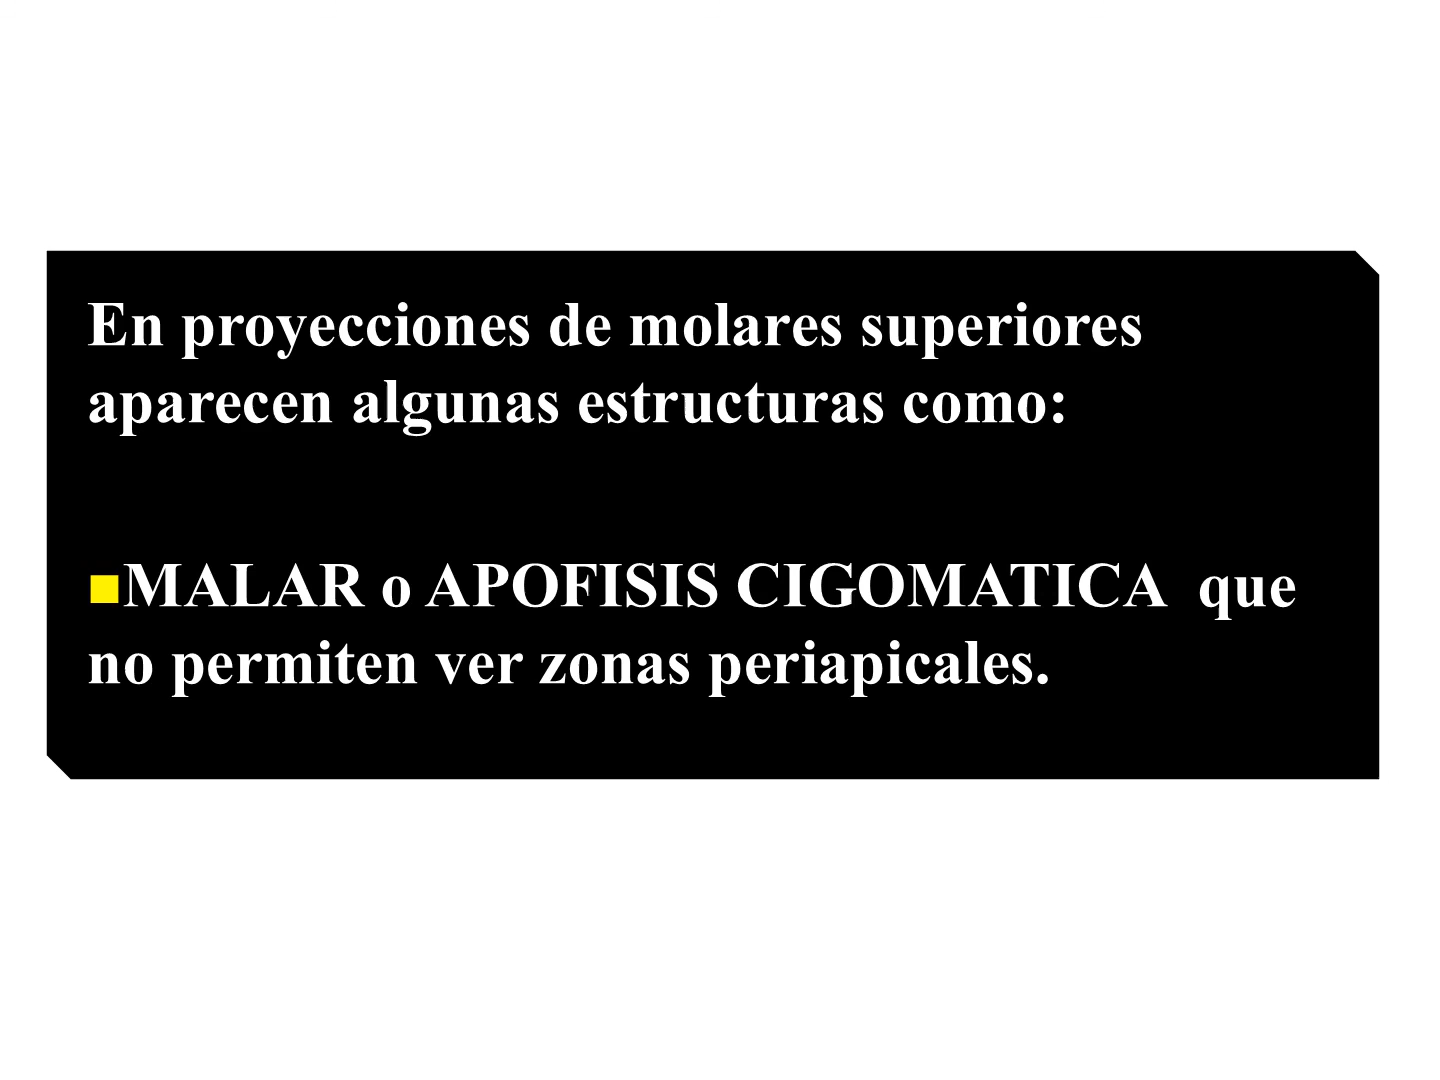 En proyecciones de molares superiores
aparecen algunas estructuras como:
MALAR o APOFISIS CIGOMATICA que
no permiten ver zonas periapicales.